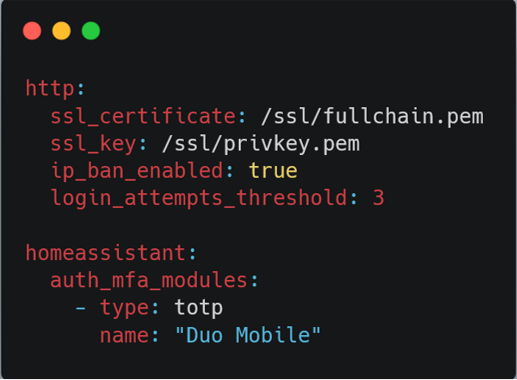 http:
  ssl_certificate: /ssl/fullchain.pem
  ssl_key: /ssl/privkey.pem
  ip_ban_enabled: true
  login_attempts_threshold: 3

homeassistant:
  auth_mfa_modules:
    - type: totp
      name: "Duo Mobile"